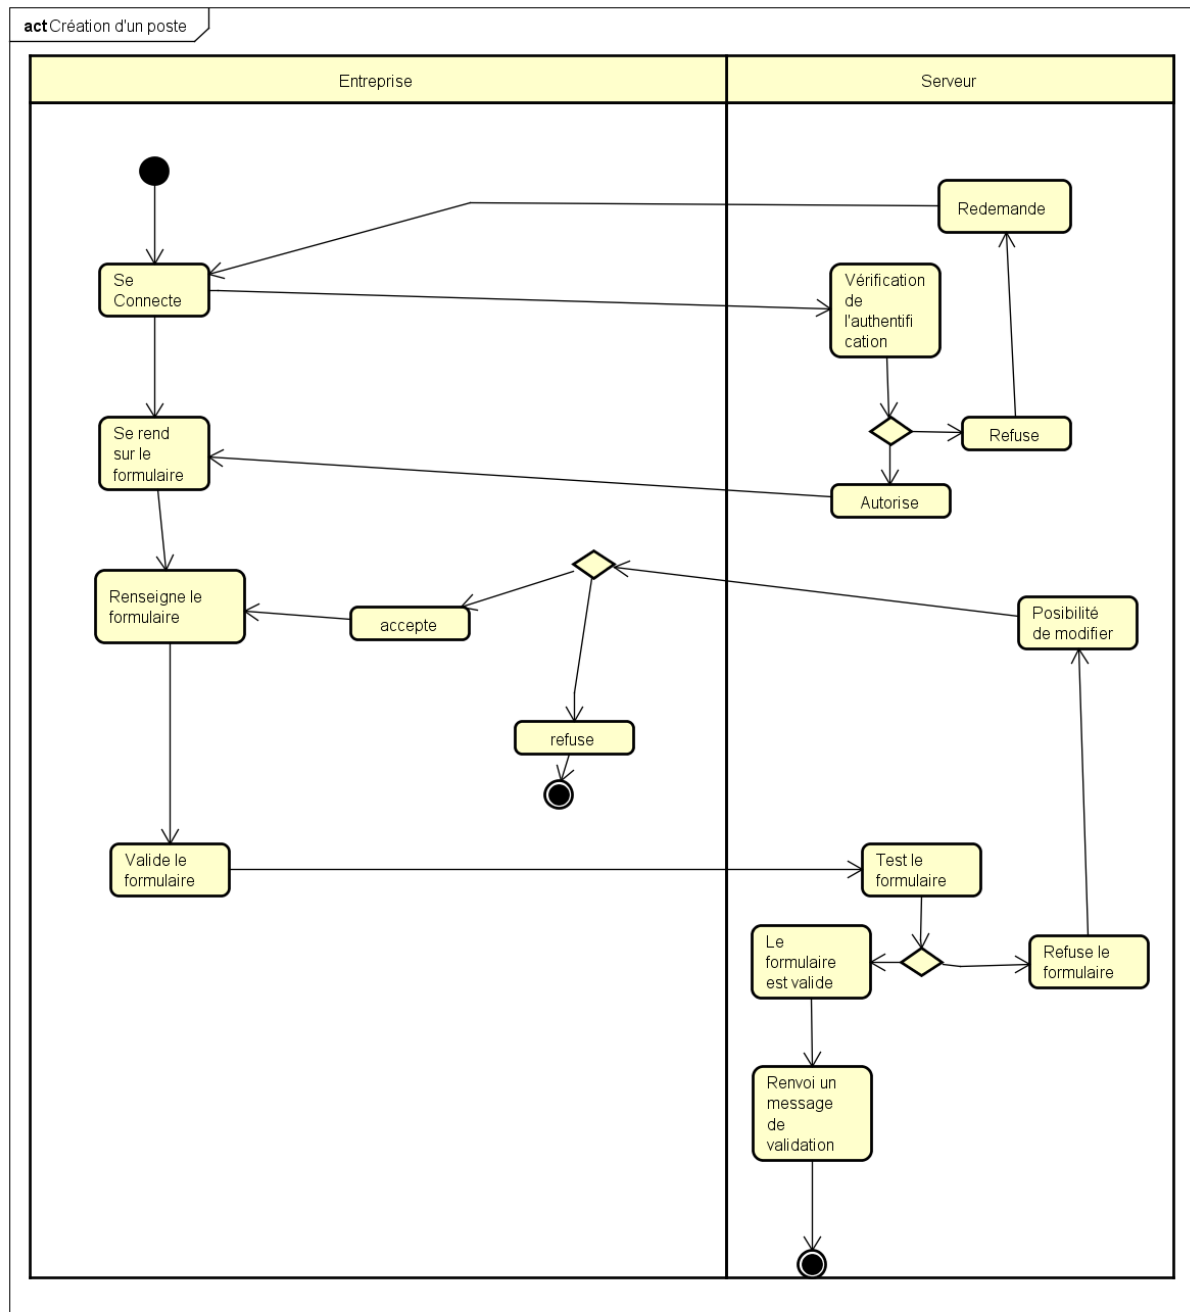 act Création d'un poste
Entreprise
Serveur
Redemande
Se
Connecte
Vérification
de
l'authentifi
cation
Se rend
sur le
formulaire
Refuse
Autorise
Renseigne le
formulaire
accepte
Posibilité
de modifier
refuse
Valide le
formulaire
Test le
formulaire
Le
formulaire
est valide
Refuse le
formulaire
Renvoi un
message
de
validation